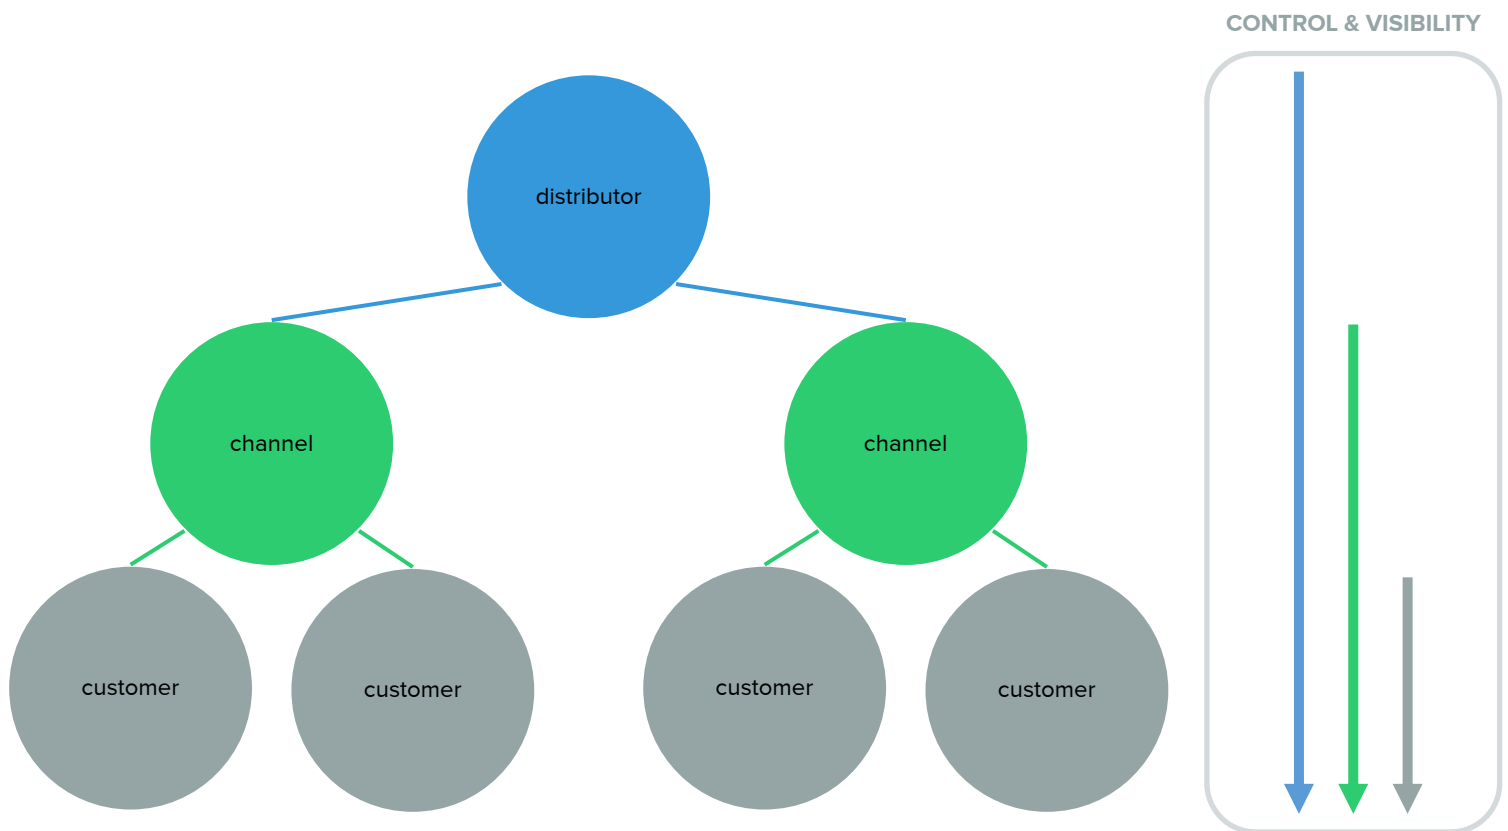 CONTROL & VISIBILITY
distributor
channel
channel
customer
customer
customer
customer